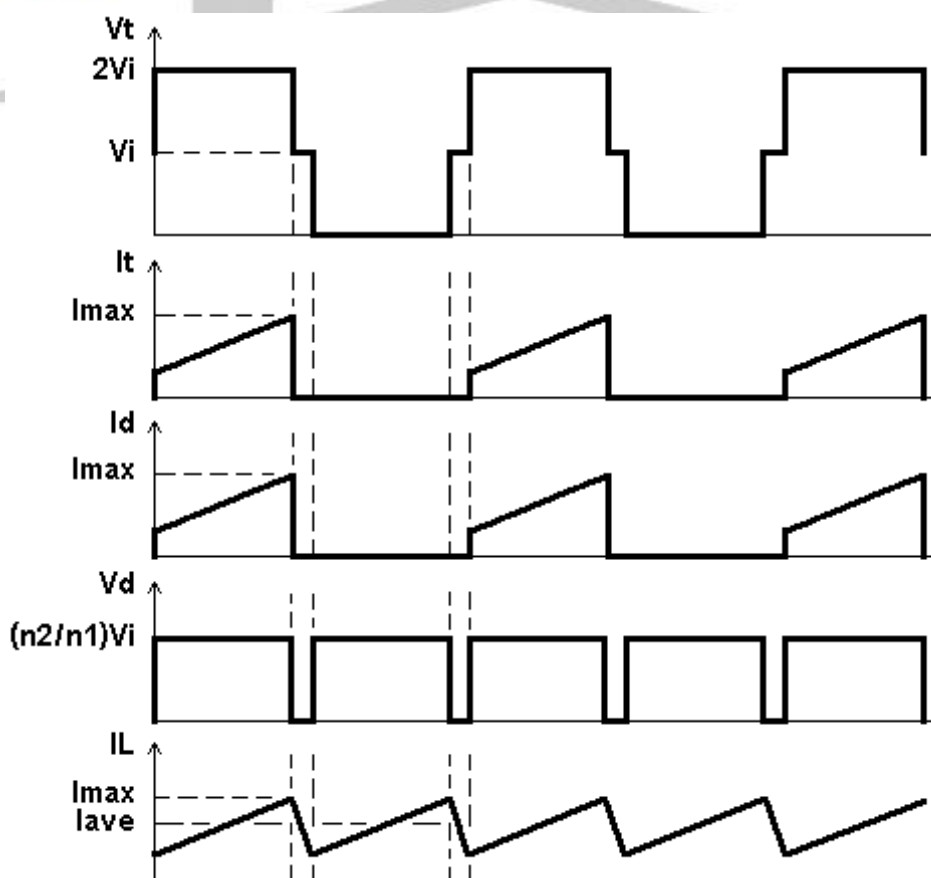 Vt
2Vi
Vi
It
Imax
Id
Imax
Vd
(n2/n1)Vi
IL
Imax
Iave